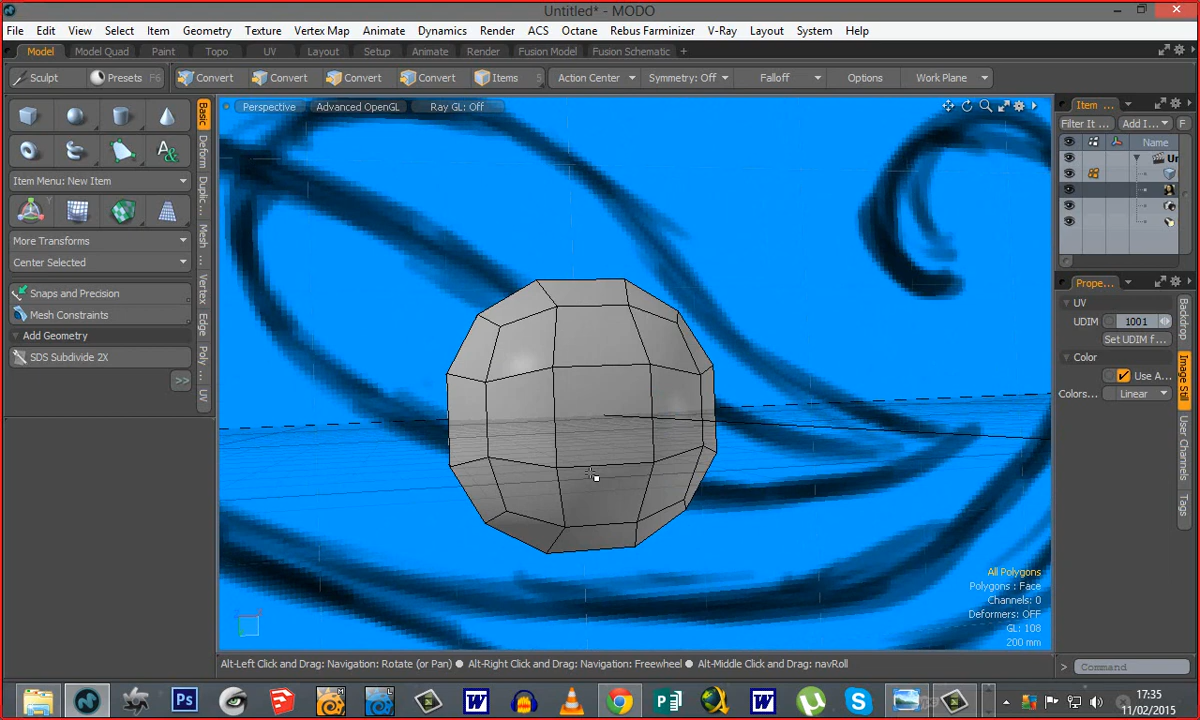 Untitled* - MODO
File Edit View Select Item Geometry Texture Vertex Map Animate Dynamics Render ACS Octane Rebus Farminizer V-Ray Layout System Help
Model Model Quad Paint Topo UV Layout Setup Animate Render Fusion Model Fusion Schematic +
Sculpt Presets F6 Convert Convert Convert Convert Items 5 Action Center Symmetry: Off Falloff Options Work Plane
Perspective Advanced OpenGL Ray GL: Off
Item ...
Filter It ... Add I... F
Name
Ur
Basic
Deform
Duplic...
Mesh ...
Vertex
Edge
Poly ...
UV
Item Menu: New Item
More Transforms
Center Selected
Snaps and Precision
Mesh Constraints
Add Geometry
SDS Subdivide 2X
>>
Prope...
UV
UDIM 1001
Set UDIM f ...
Color
Use A...
Colors... Linear
Backdrop
Image Still
User Channels
Tags
All Polygons
Polygons : Face
Channels: 0
Deformers: OFF
GL: 108
200 mm
Alt-Left Click and Drag: Navigation: Rotate (or Pan) ● Alt-Right Click and Drag: Navigation: Freewheel ● Alt-Middle Click and Drag: navRoll
> Command
17:35
11/02/2015